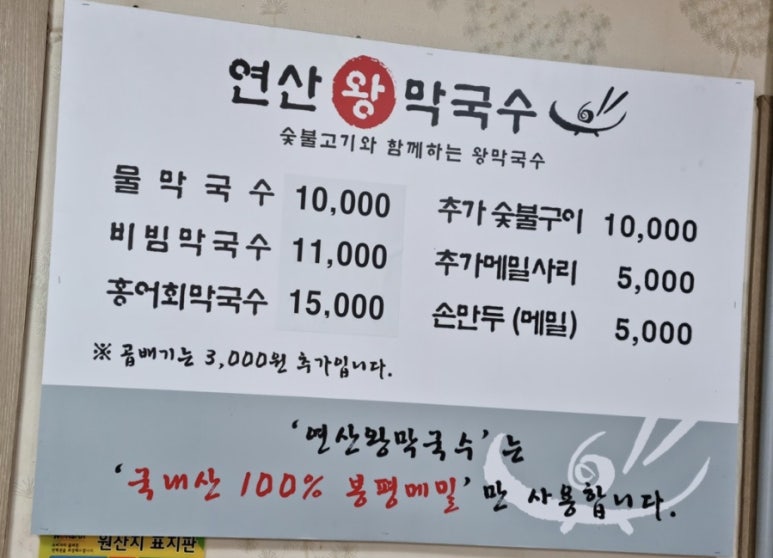 연산왕막국수
숯불고기와 함께하는 왕막국수
물막국수 10,000
비빔막국수 11,000
홍어회막국수 15,000
추가 숯불구이 10,000
추가메밀사리 5,000
손만두 (메밀) 5,000
※ 곱배기는 3,000원 추가입니다.
'연산왕막국수'는
'국내산 100% 봉평메밀'만 사용합니다.
원산지 표지판